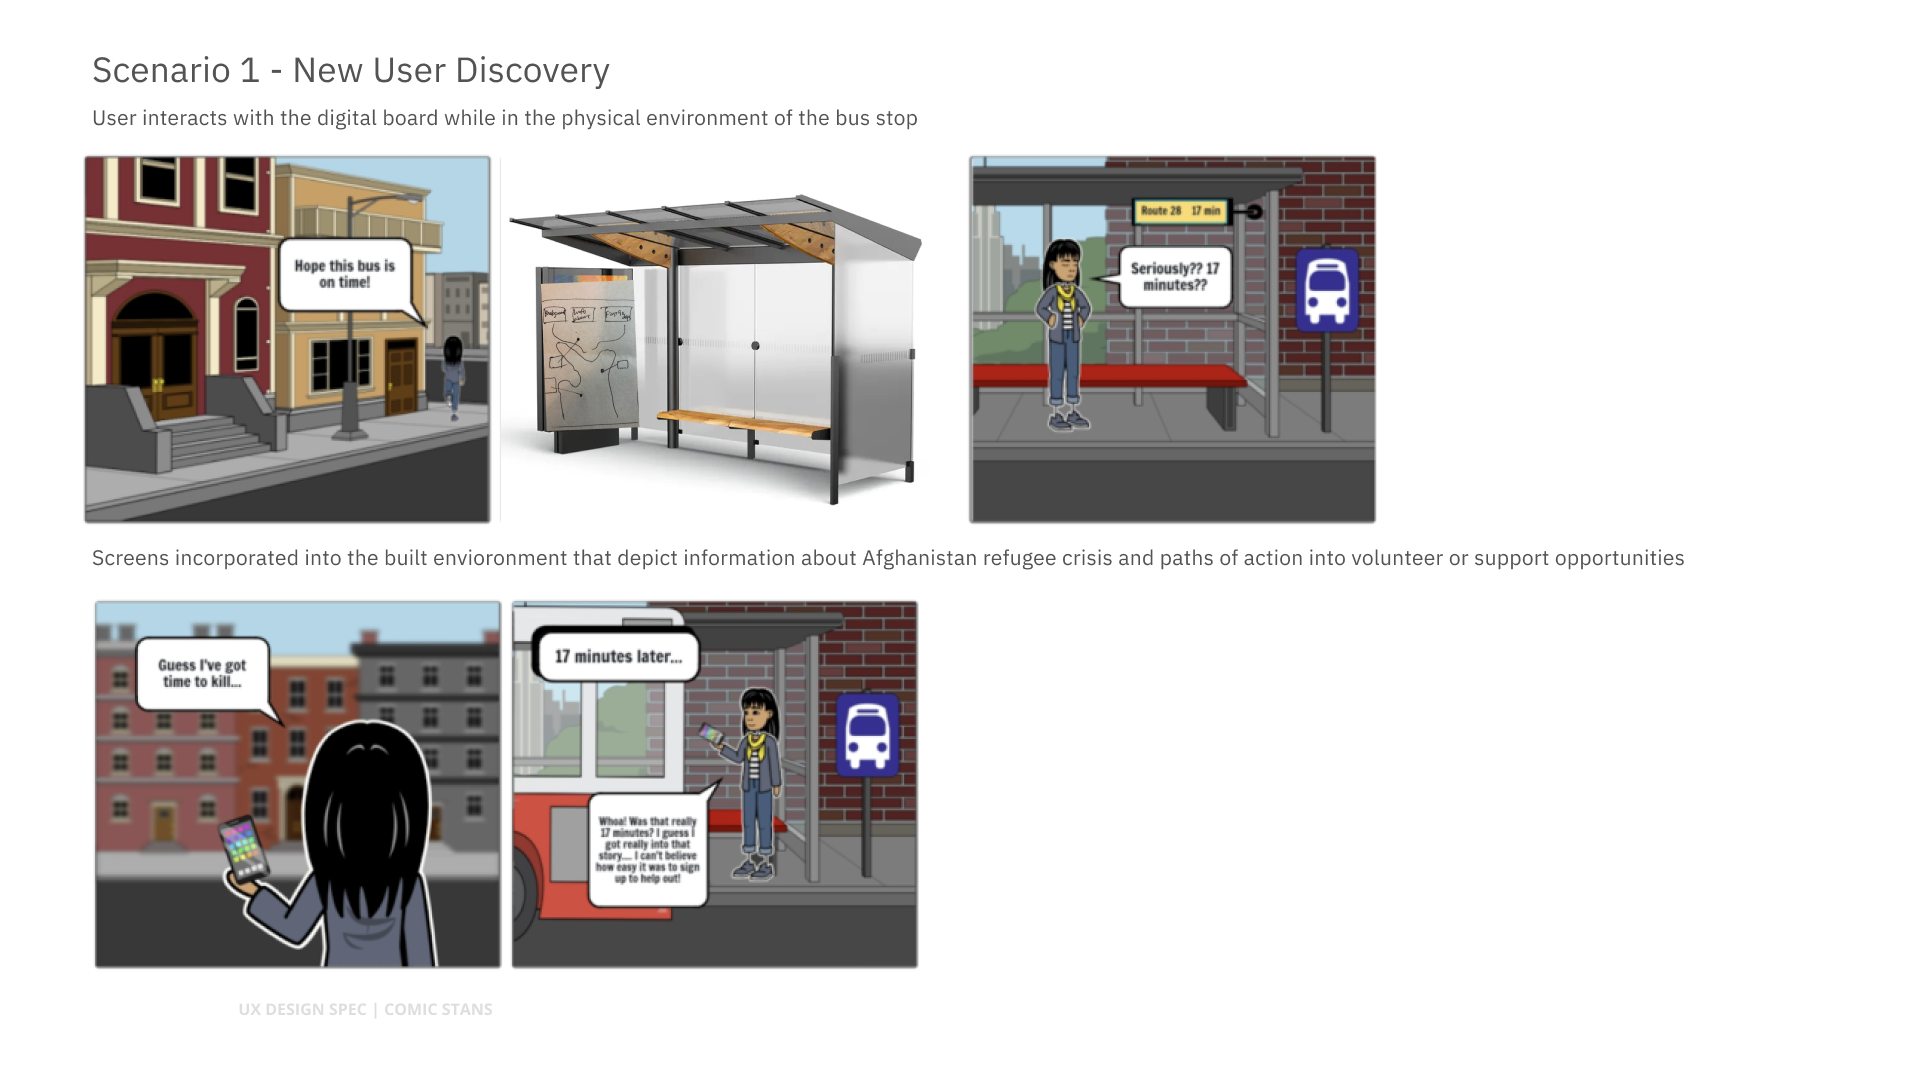 Scenario 1 - New User Discovery
User interacts with the digital board while in the physical environment of the bus stop
Hope this bus is
on time!
Route 28 17 min
Seriously?? 17
minutes??
Screens incorporated into the built envioronment that depict information about Afghanistan refugee crisis and paths of action into volunteer or support opportunities
Guess I've got
time to kill...
17 minutes later...
Whoa! Was that really
17 minutes? I guess I
got really into that
story.... I can't believe
how easy it was to sign
up to help out!
UX DESIGN SPEC | COMIC STANS